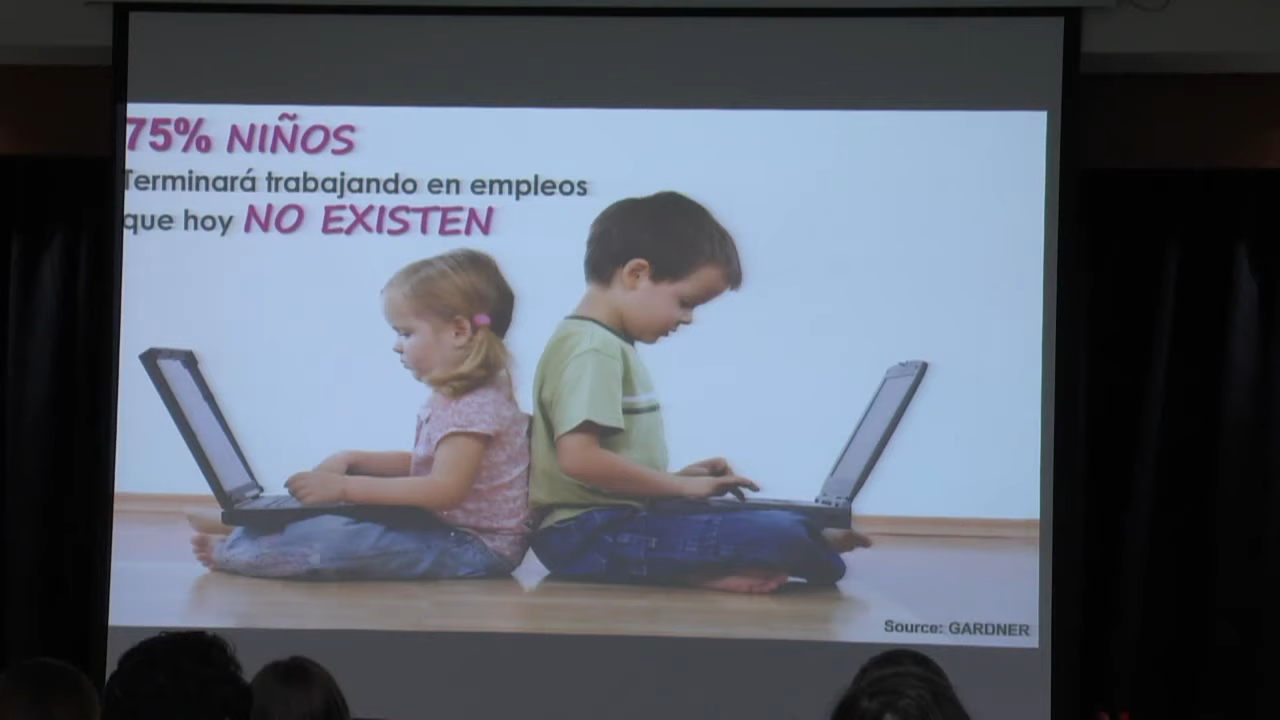 75% NIÑOS
Terminará trabajando en empleos
que hoy NO EXISTEN
Source: GARDNER